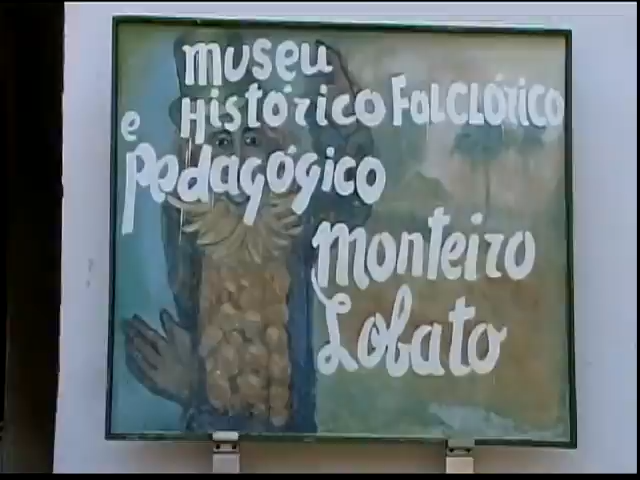 museu
Histórico Folclórico
e
Pedagógico
Monteiro
Lobato